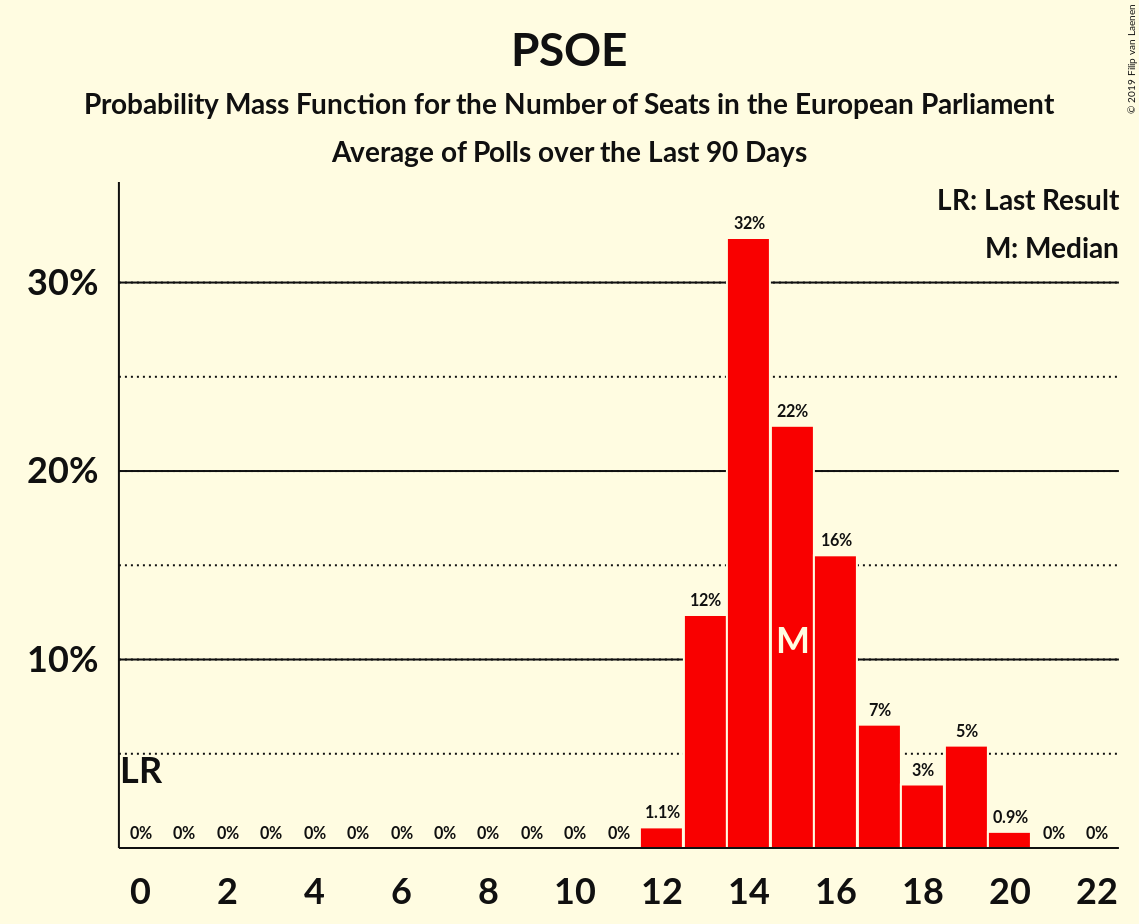 PSOE
Probability Mass Function for the Number of Seats in the European Parliament
Average of Polls over the Last 90 Days
© 2019 Filip van Laenen
LR: Last Result
M: Median
30%
20%
10%
32%
22%
16%
12%
M
7%
5%
3%
LR
1.1%
0.9%
0% 0% 0% 0% 0% 0% 0% 0% 0% 0% 0% 0% 0% 0%
0 2 4 6 8 10 12 14 16 18 20 22